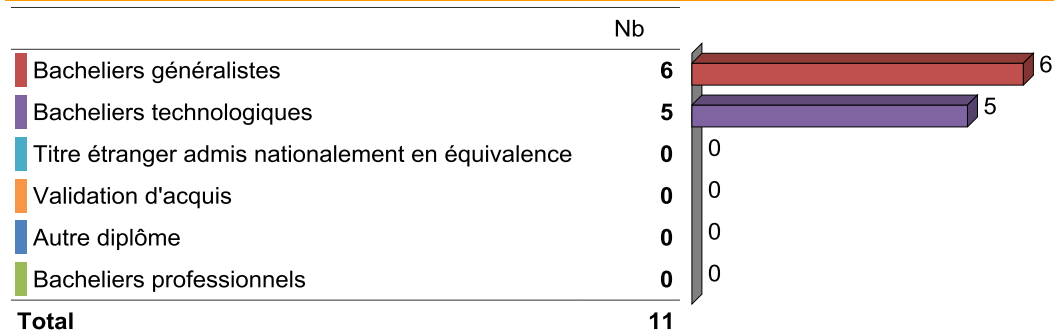 Nb
Bacheliers généralistes 6 6
Bacheliers technologiques 5 5
Titre étranger admis nationalement en équivalence 0 0
Validation d'acquis 0 0
Autre diplôme 0 0
Bacheliers professionnels 0 0
Total 11